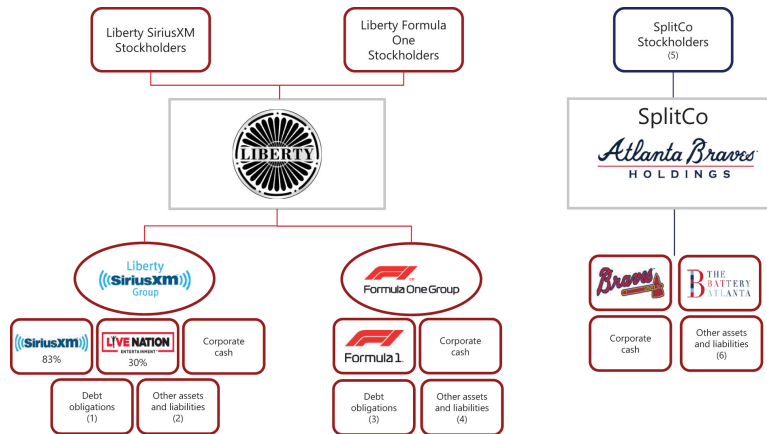 Liberty SiriusXM
Stockholders
Liberty Formula
One
Stockholders
SplitCo
Stockholders
(5)
LIBERTY
SplitCo
Atlanta Braves
HOLDINGS
Liberty
((SiriusXM))
Group
F1
Formula One Group
Braves
THE
BATTERY
ATLANTA
((SiriusXM))
83%
LIVE NATION
ENTERTAINMENT
30%
Corporate
cash
F1
Formula 1
Corporate
cash
Corporate
cash
Other assets
and liabilities
(6)
Debt
obligations
(1)
Other assets
and liabilities
(2)
Debt
obligations
(3)
Other assets
and liabilities
(4)